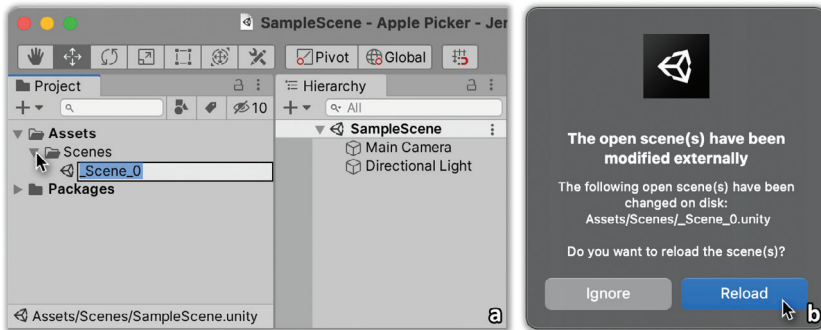 SampleScene - Apple Picker - Jer
Pivot Global
Project
10
Assets
Scenes
_Scene_0
Packages
Assets/Scenes/SampleScene.unity
Hierarchy
All
SampleScene
Main Camera
Directional Light
a
The open scene(s) have been
modified externally
The following open scene(s) have been
changed on disk:
Assets/Scenes/_Scene_0.unity
Do you want to reload the scene(s)?
Ignore Reload
b